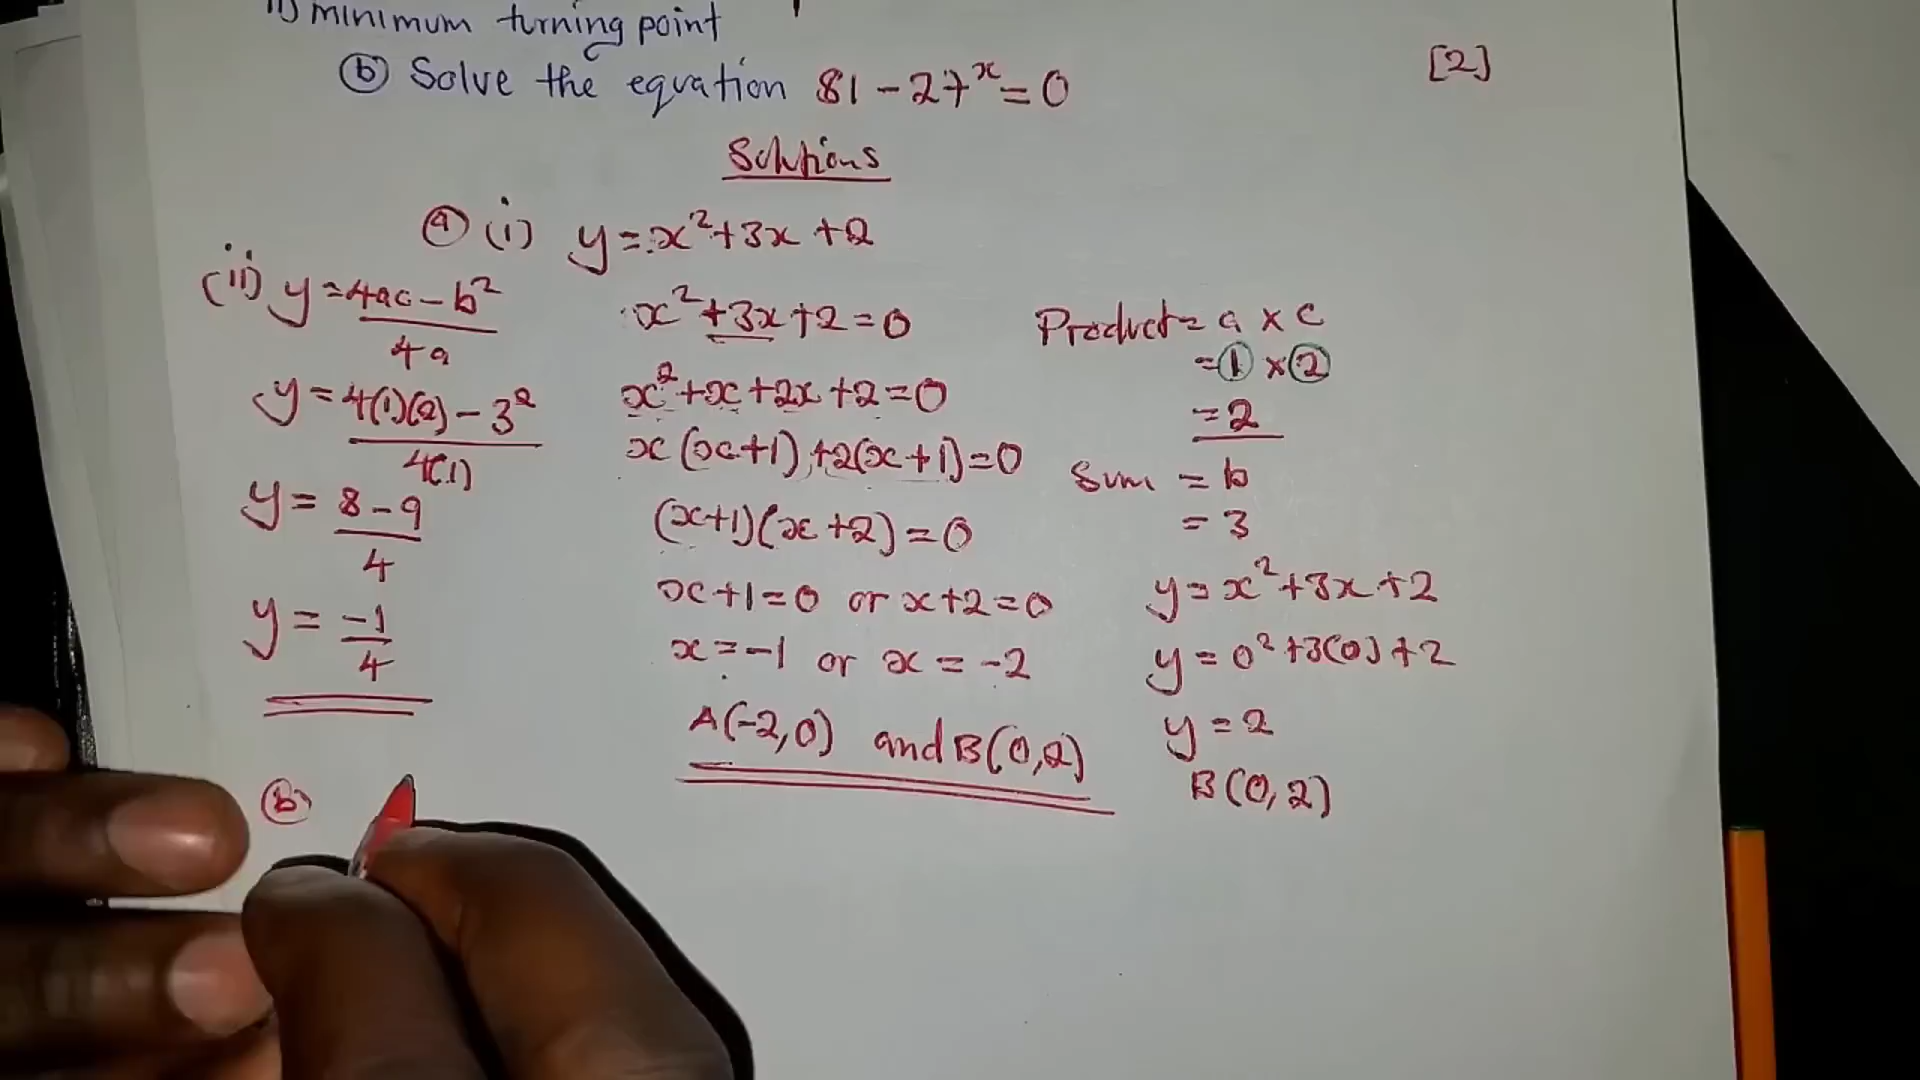 ii) minimum turning point
(b) Solve the equation 81 - 27^x = 0 [2]
Solutions
(a) (i) y = x² + 3x + 2
x² + 3x + 2 = 0
x² + x + 2x + 2 = 0
x(x+1) + 2(x+1) = 0
(x+1)(x+2) = 0
x+1=0 or x+2=0
x = -1 or x = -2
A(-2,0) and B(0,2)
Product = a x c
= 1 x 2
= 2
Sum = b
= 3
y = x² + 3x + 2
y = 0² + 3(0) + 2
y = 2
B(0,2)
(ii) y = 4ac - b² / 4a
y = 4(1)(2) - 3² / 4(1)
y = 8 - 9 / 4
y = -1 / 4
(b)